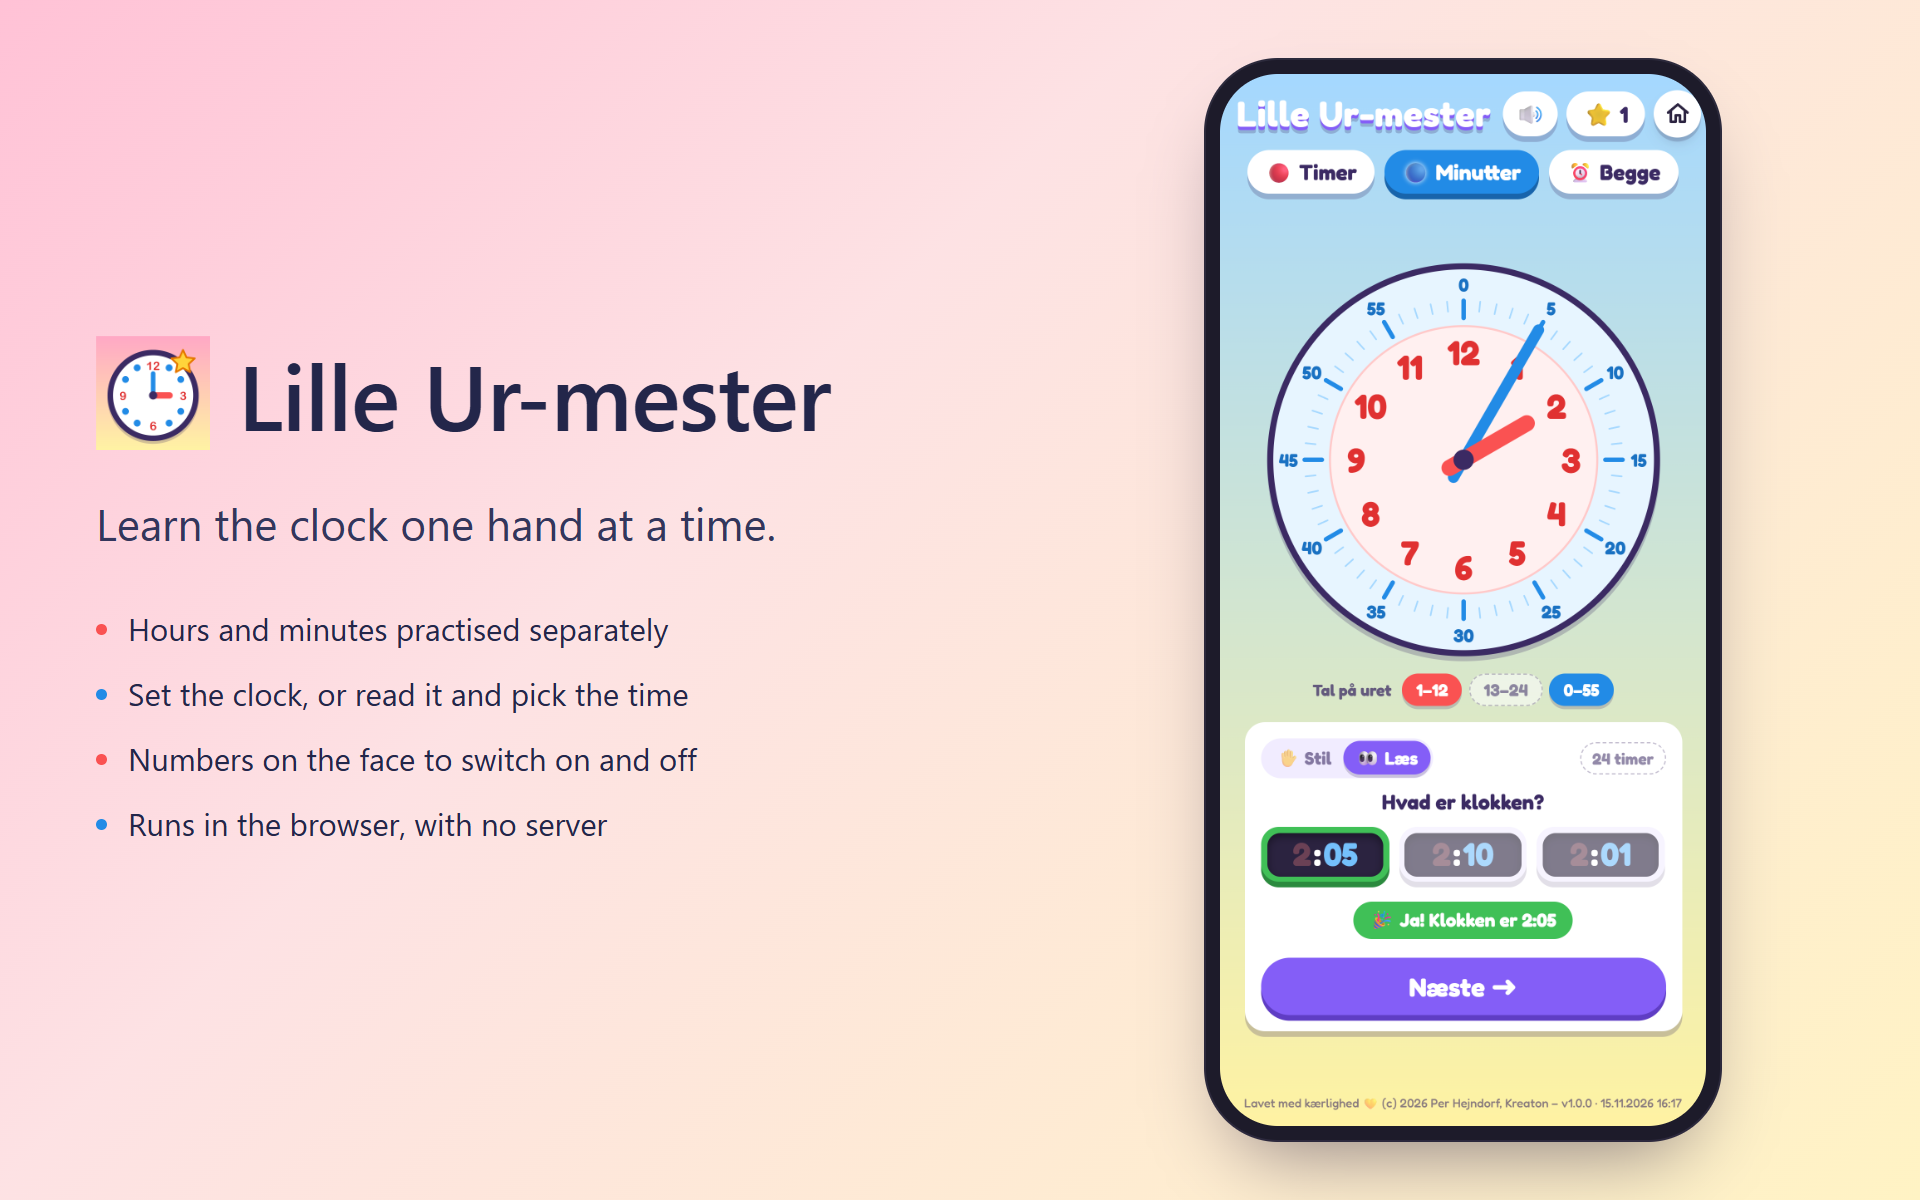 12
9
3
6
Lille Ur-mester
Learn the clock one hand at a time.
Hours and minutes practised separately
Set the clock, or read it and pick the time
Numbers on the face to switch on and off
Runs in the browser, with no server
Lille Ur-mester
1
Timer
Minutter
Begge
0
55
5
50
10
45
15
40
20
35
25
30
12
11
1
10
2
9
3
8
4
7
5
6
Tal på uret
1–12
13–24
0–55
Stil
Læs
24 timer
Hvad er klokken?
2:05
2:10
2:01
Ja! Klokken er 2:05
Næste →
Lavet med kærlighed (c) 2026 Per Hejndorf, Kreaton – v1.0.0 · 15.11.2026 16:17